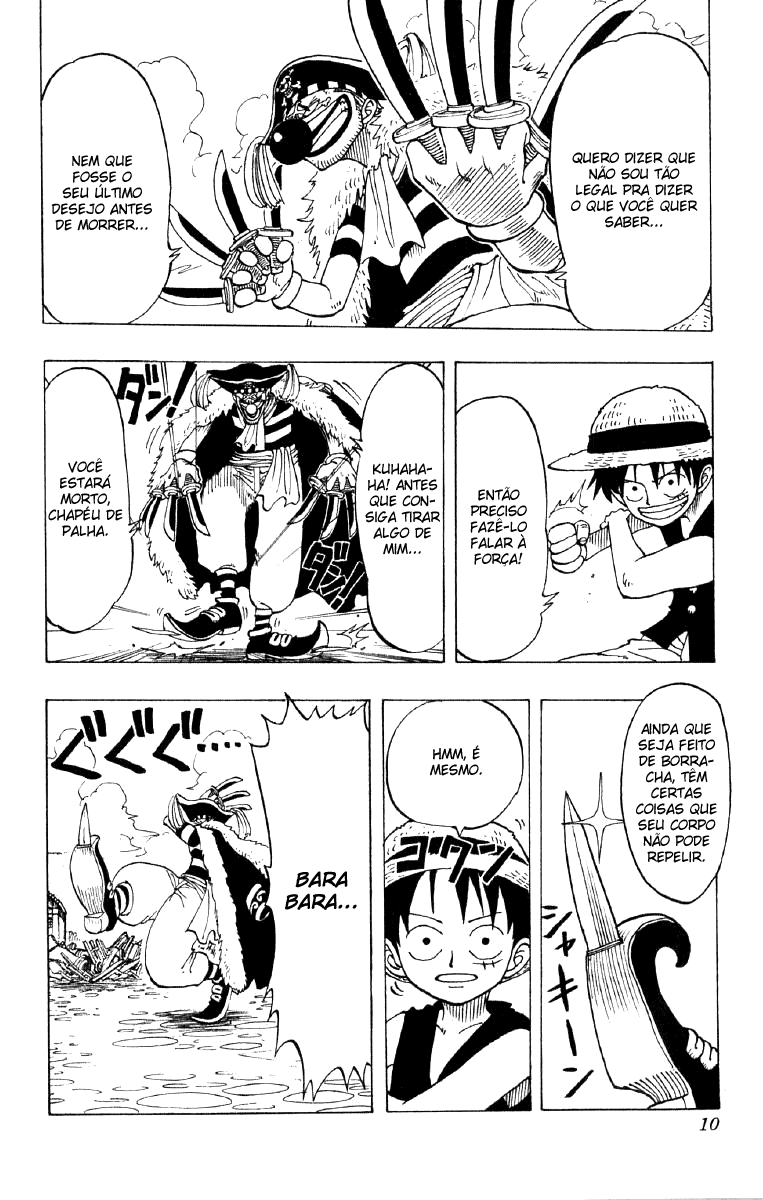 QUERO DIZER QUE
NÃO SOU TÃO
LEGAL PRA DIZER
O QUE VOCÊ QUER
SABER...
NEM QUE
FOSSE O
SEU ÚLTIMO
DESEJO ANTES
DE MORRER...
ENTÃO
PRECISO
FAZÊ-LO
FALAR À
FORÇA!
ダン!
KUHAHA-
HA! ANTES
QUE CON-
SIGA TIRAR
ALGO DE
MIM...
ダン!
VOCÊ
ESTARÁ
MORTO,
CHAPÉU DE
PALHA.
AINDA QUE
SEJA FEITO
DE BORRA-
CHA, TÊM
CERTAS
COISAS QUE
SEU CORPO
NÃO PODE
REPELIR.
シャキーン
HMM, É
MESMO.
コクン
BARA
BARA...
ぐぐぐ....
10